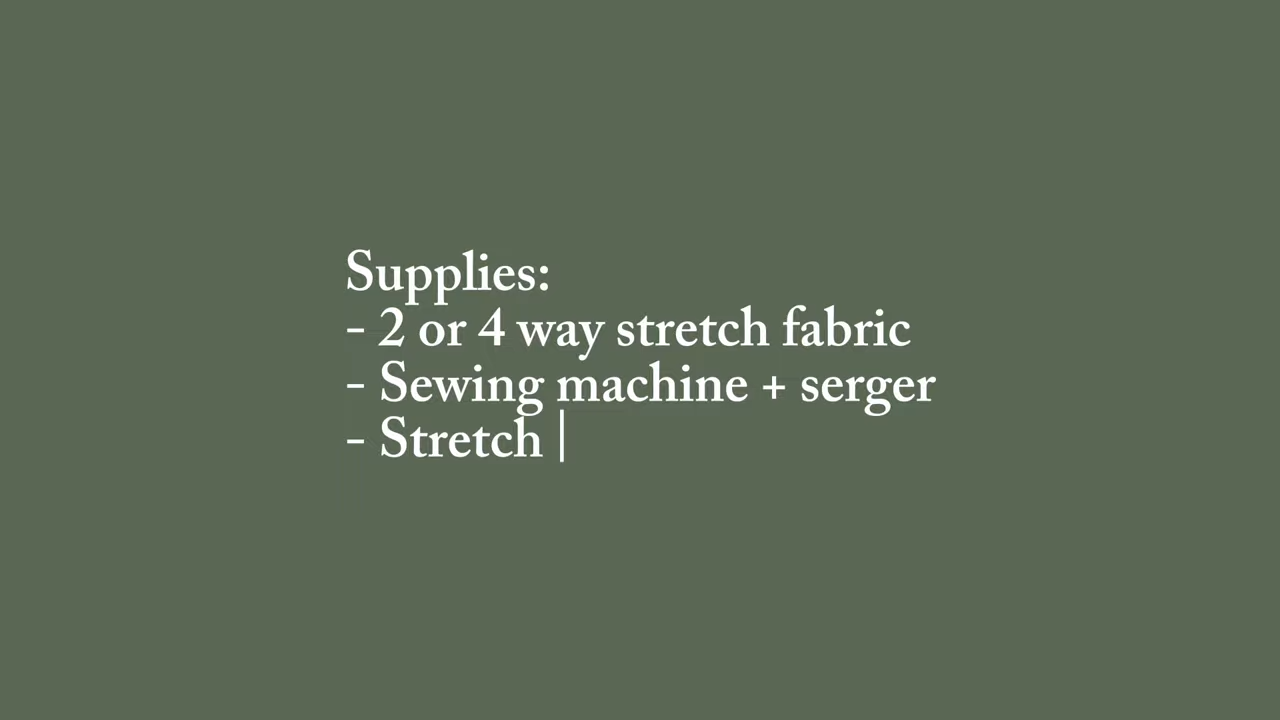 Supplies:
- 2 or 4 way stretch fabric
- Sewing machine + serger
- Stretch |